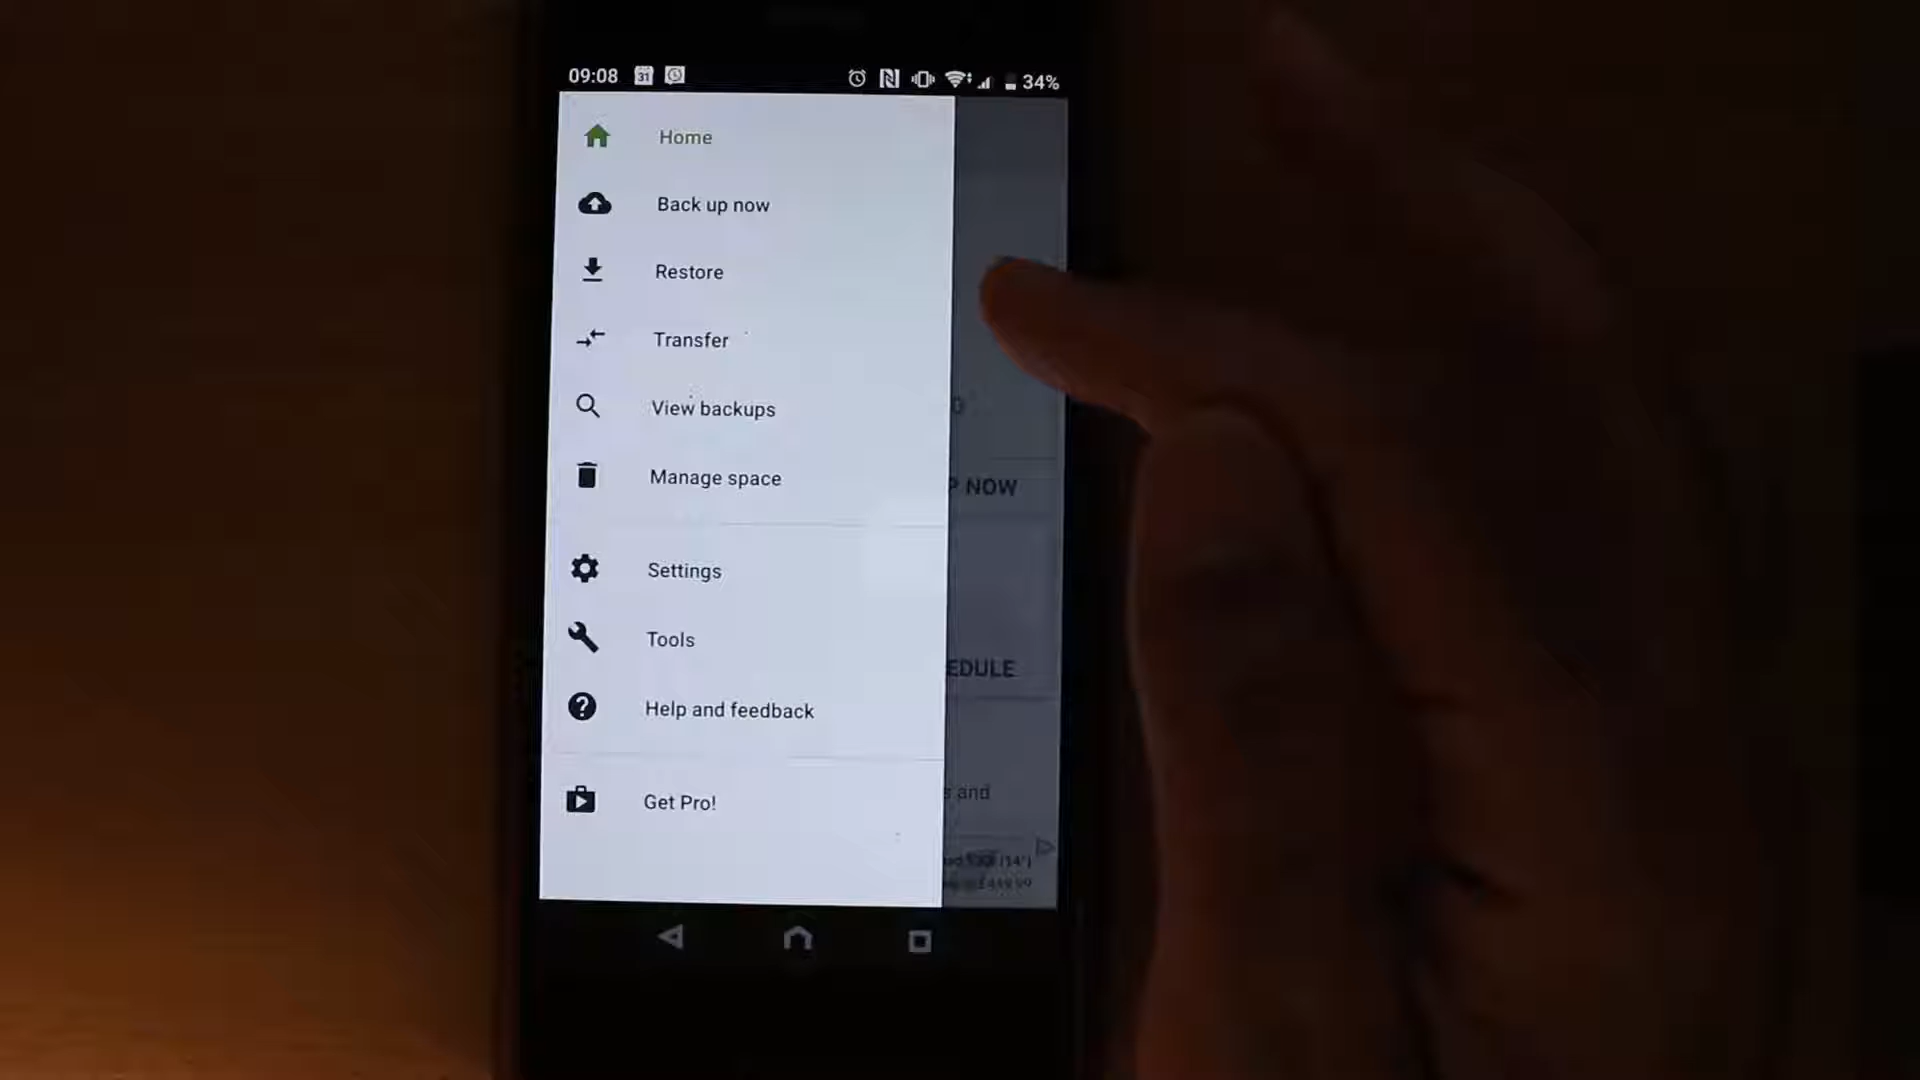 09:08 31 34%
Home
Back up now
Restore
Transfer
View backups
Manage space
P NOW
Settings
Tools
EDULE
Help and feedback
s and
Get Pro!